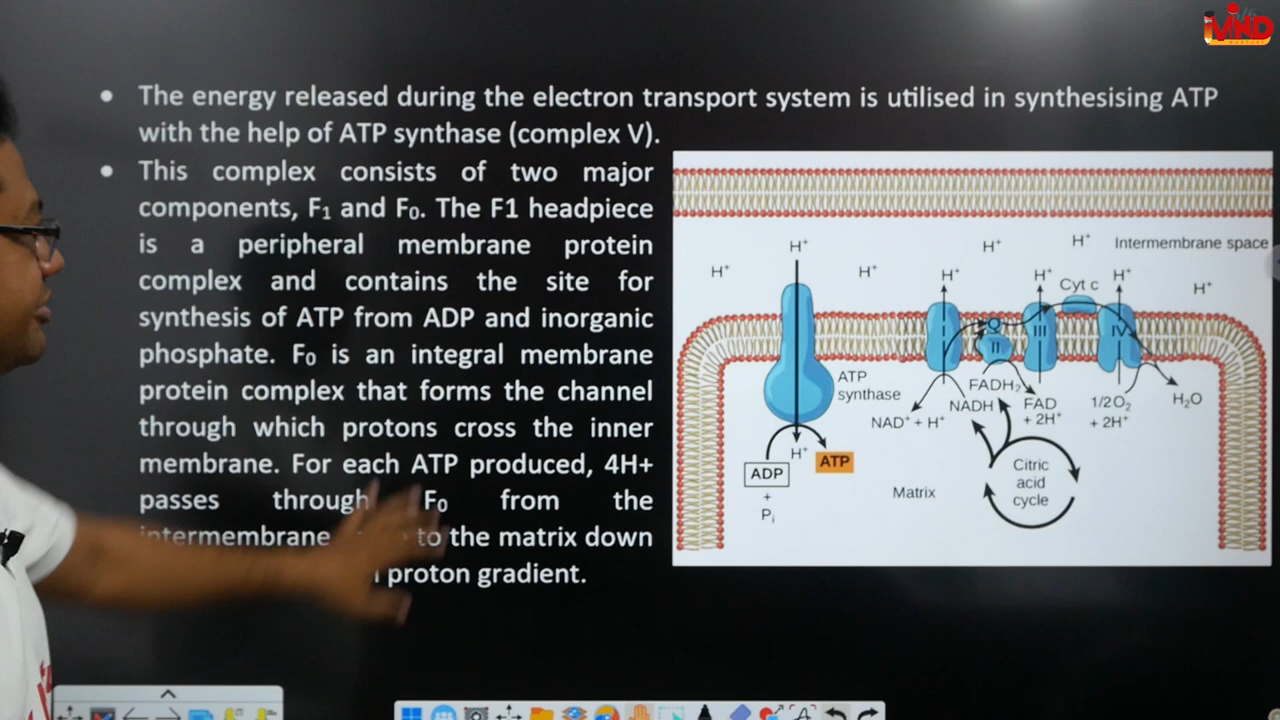 iMIND
• The energy released during the electron transport system is utilised in synthesising ATP
with the help of ATP synthase (complex V).
• This complex consists of two major
components, F₁ and F₀. The F1 headpiece
is a peripheral membrane protein
complex and contains the site for
synthesis of ATP from ADP and inorganic
phosphate. F₀ is an integral membrane
protein complex that forms the channel
through which protons cross the inner
membrane. For each ATP produced, 4H+
passes through F₀ from the
intermembrane to the matrix down
proton gradient.
H⁺ H⁺ H⁺ Intermembrane space
H⁺ H⁺ H⁺ H⁺ H⁺ H⁺
Cyt c
I Q III IV
II
ATP
synthase
FADH₂
NADH FAD
+ 2H⁺
1/2 O₂
+ 2H⁺
H₂O
NAD⁺ + H⁺
H⁺
ADP
ATP
+
Pᵢ
Matrix
Citric
acid
cycle